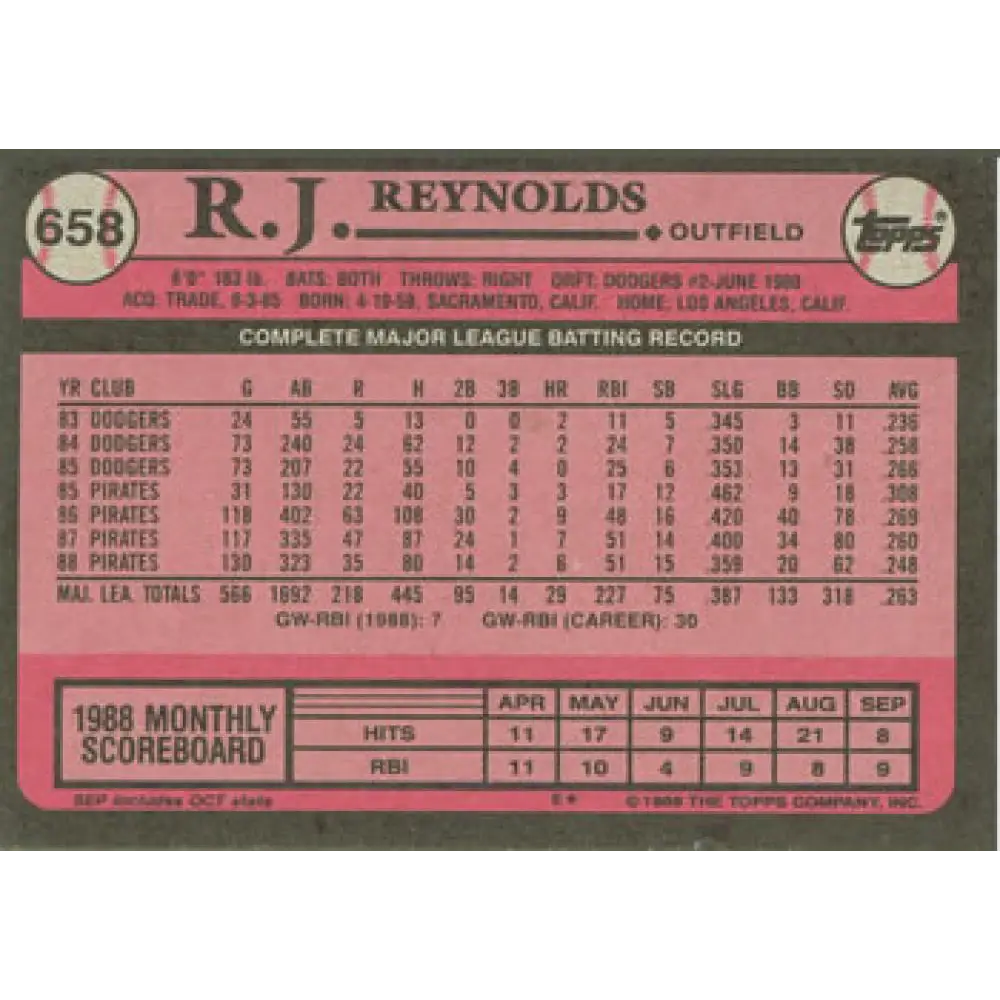 658
R.J. REYNOLDS
◆ OUTFIELD
TOPPS®
6'0" 183 lb. BATS: BOTH THROWS: RIGHT DRFT: DODGERS #2-JUNE 1980
ACQ: TRADE, 9-3-85 BORN: 4-19-59, SACRAMENTO, CALIF. HOME: LOS ANGELES, CALIF.
COMPLETE MAJOR LEAGUE BATTING RECORD
YR CLUB G AB R H 2B 3B HR RBI SB SLG BB SO AVG
83 DODGERS 24 55 5 13 0 0 2 11 5 .345 3 11 .236
84 DODGERS 73 240 24 62 12 2 2 24 7 .350 14 38 .258
85 DODGERS 73 207 22 55 10 4 0 25 6 .353 13 31 .266
85 PIRATES 31 130 22 40 5 3 3 17 12 .462 9 18 .308
86 PIRATES 118 402 63 108 30 2 9 48 16 .420 40 78 .269
87 PIRATES 117 335 47 87 24 1 7 51 14 .400 34 80 .260
88 PIRATES 130 323 35 80 14 2 6 51 15 .359 20 62 .248
MAJ. LEA. TOTALS 566 1692 218 445 95 14 29 227 75 .387 133 318 .263
GW-RBI (1988): 7 GW-RBI (CAREER): 30
1988 MONTHLY SCOREBOARD
APR MAY JUN JUL AUG SEP
HITS 11 17 9 14 21 8
RBI 11 10 4 9 8 9
SEP includes OCT stats
E* © 1989 THE TOPPS COMPANY, INC.